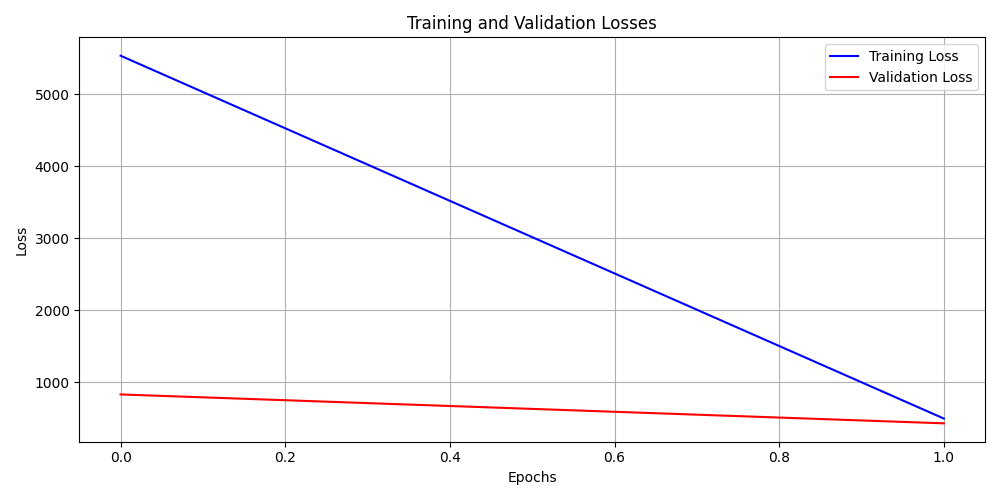 Training and Validation Losses
Training Loss
Validation Loss
5000
4000
3000
2000
1000
Loss
0.0 0.2 0.4 0.6 0.8 1.0
Epochs